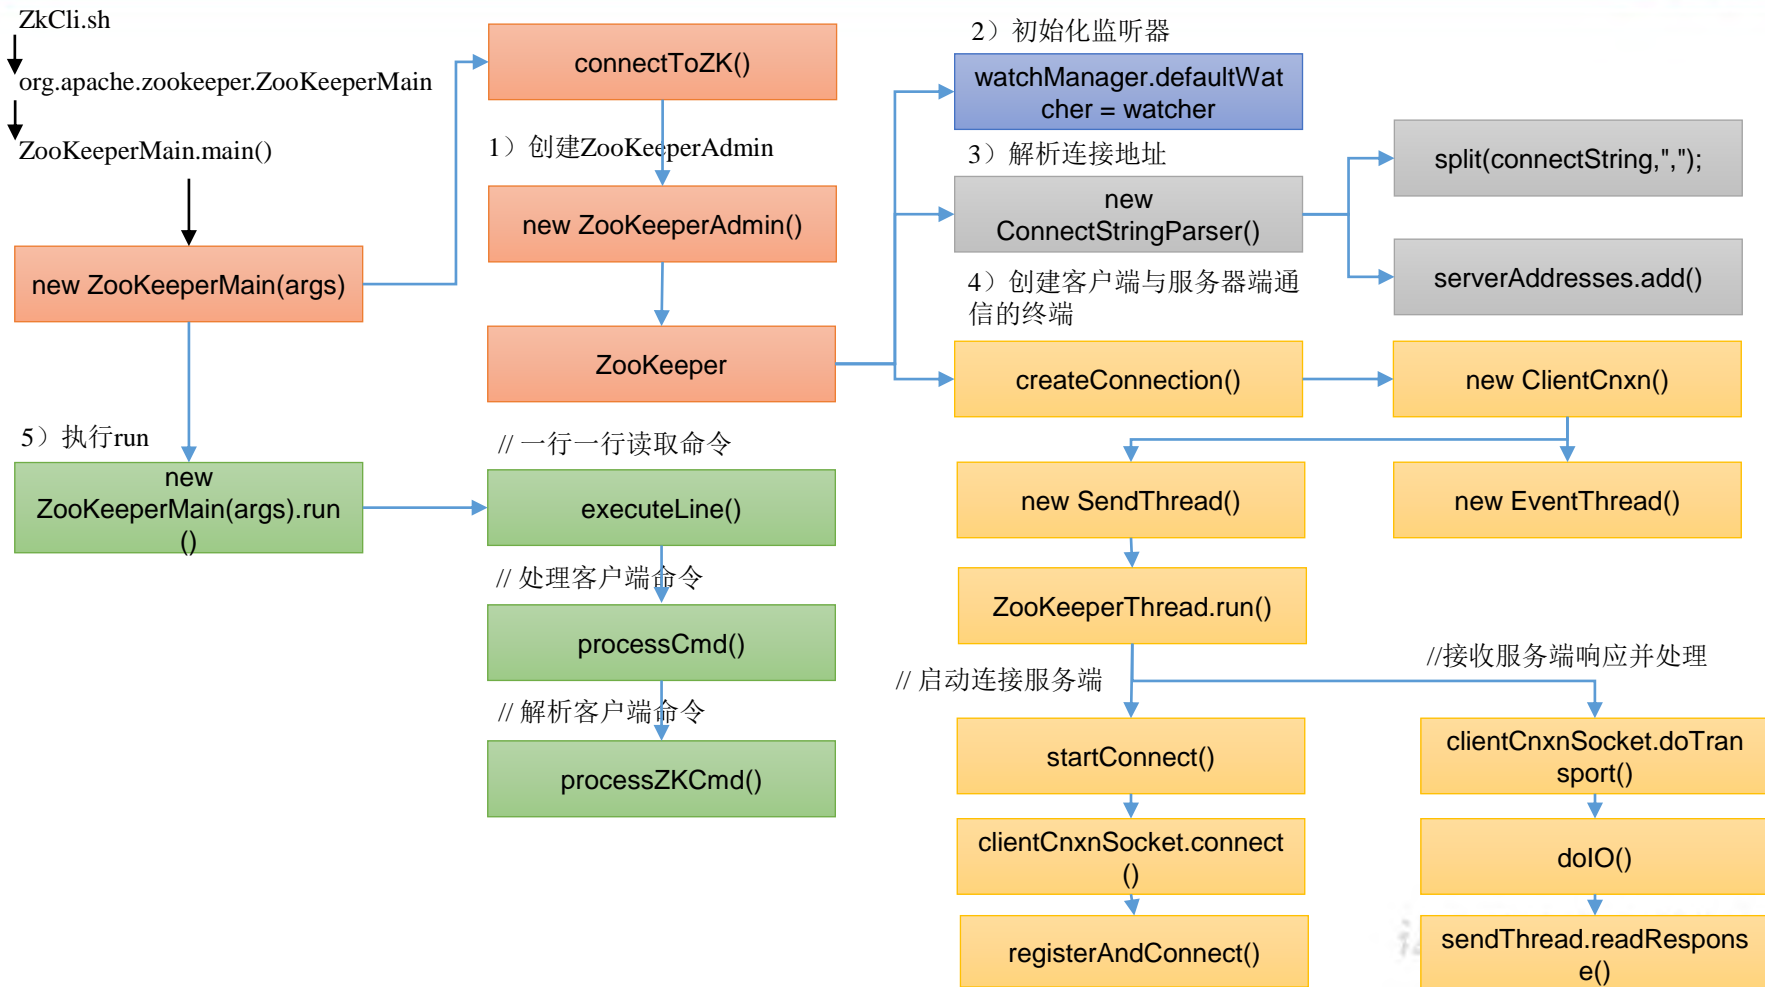 ZkCli.sh
org.apache.zookeeper.ZooKeeperMain
ZooKeeperMain.main()
new ZooKeeperMain(args)
5）执行run
new
ZooKeeperMain(args).run
()
connectToZK()
1）创建ZooKeeperAdmin
new ZooKeeperAdmin()
ZooKeeper
// 一行一行读取命令
executeLine()
// 处理客户端命令
processCmd()
// 解析客户端命令
processZKCmd()
2）初始化监听器
watchManager.defaultWat
cher = watcher
3）解析连接地址
new
ConnectStringParser()
split(connectString,",");
serverAddresses.add()
4）创建客户端与服务器端通
信的终端
createConnection()
new ClientCnxn()
new SendThread()
new EventThread()
ZooKeeperThread.run()
// 启动连接服务端
startConnect()
clientCnxnSocket.connect
()
registerAndConnect()
//接收服务端响应并处理
clientCnxnSocket.doTran
sport()
doIO()
sendThread.readRespons
e()